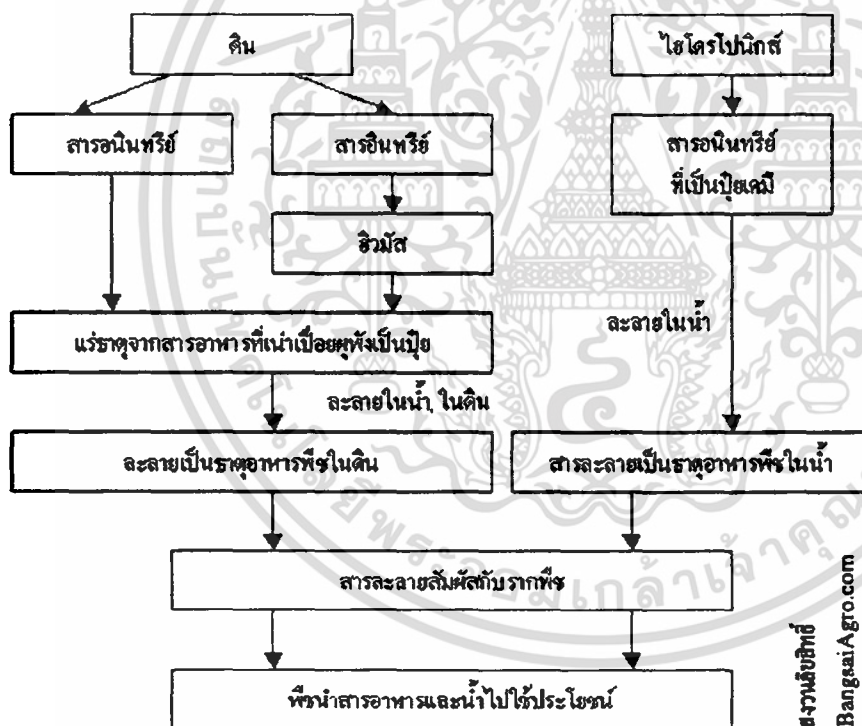 ดิน
ไฮโดรโปนิกส์
สารอนินทรีย์
สารอินทรีย์
สารอนินทรีย์
ที่เป็นปุ๋ยเคมี
ฮิวมัส
ละลายในน้ำ
แร่ธาตุจากสารอาหารที่เน่าเปื่อยผุพังเป็นปุ๋ย
ละลายในน้ำ, ในดิน
ละลายเป็นธาตุอาหารพืชในดิน
สารละลายเป็นธาตุอาหารพืชในน้ำ
สารละลายสัมผัสกับรากพืช
พืชนำสารอาหารและน้ำไปใช้ประโยชน์
สงวนลิขสิทธิ์
BangsaiAgro.com